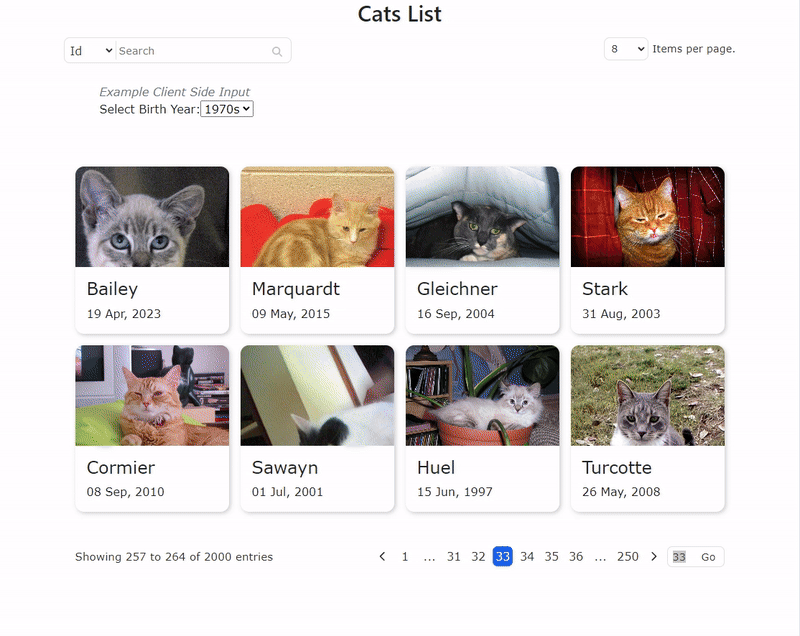 Cats List
Id Search
8 Items per page.
Example Client Side Input
Select Birth Year: 1970s
Bailey
19 Apr, 2023
Marquardt
09 May, 2015
Gleichner
16 Sep, 2004
Stark
31 Aug, 2003
Cormier
08 Sep, 2010
Sawayn
01 Jul, 2001
Huel
15 Jun, 1997
Turcotte
26 May, 2008
Showing 257 to 264 of 2000 entries
1 ... 31 32 33 34 35 36 ... 250
33 Go